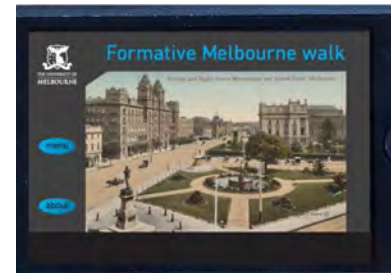 Formative Melbourne walk
THE UNIVERSITY OF
MELBOURNE
menu
about